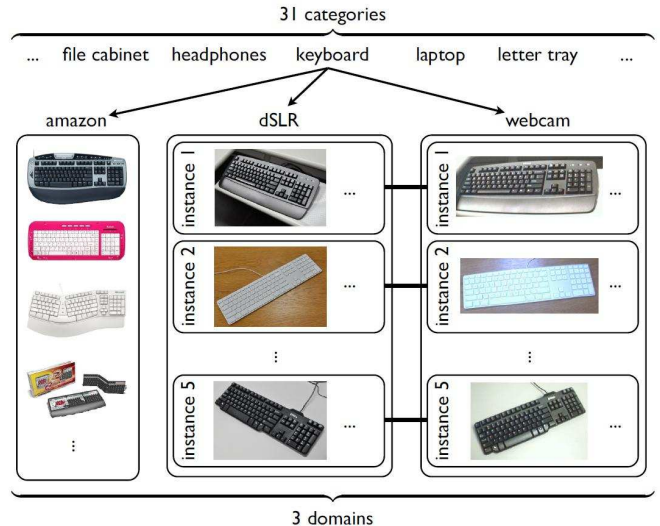 31 categories
... file cabinet headphones keyboard laptop letter tray ...
amazon dSLR webcam
instance 1 ... instance 1 ...
instance 2 ... instance 2 ...
⋮ ⋮
instance 5 ... instance 5 ...
⋮
3 domains